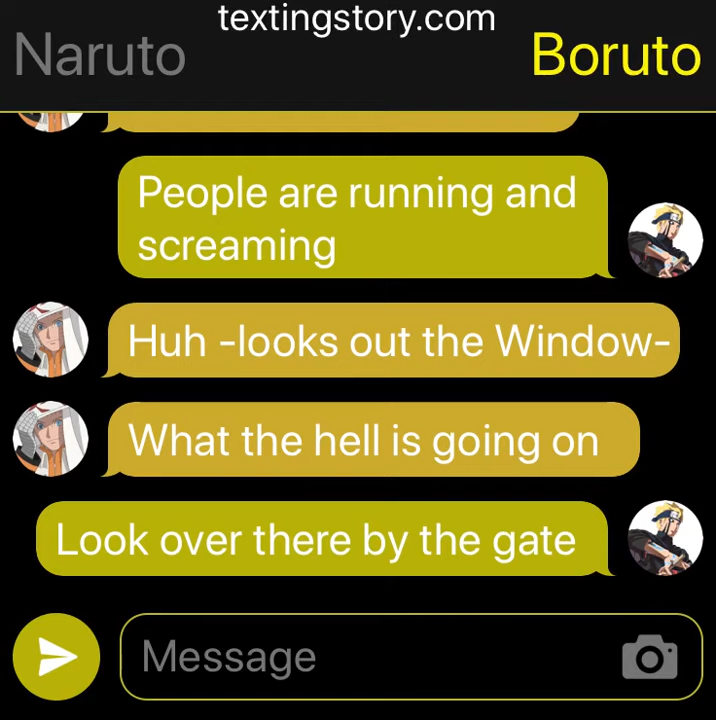 textingstory.com
Naruto Boruto
People are running and
screaming
Huh -looks out the Window-
What the hell is going on
Look over there by the gate
Message